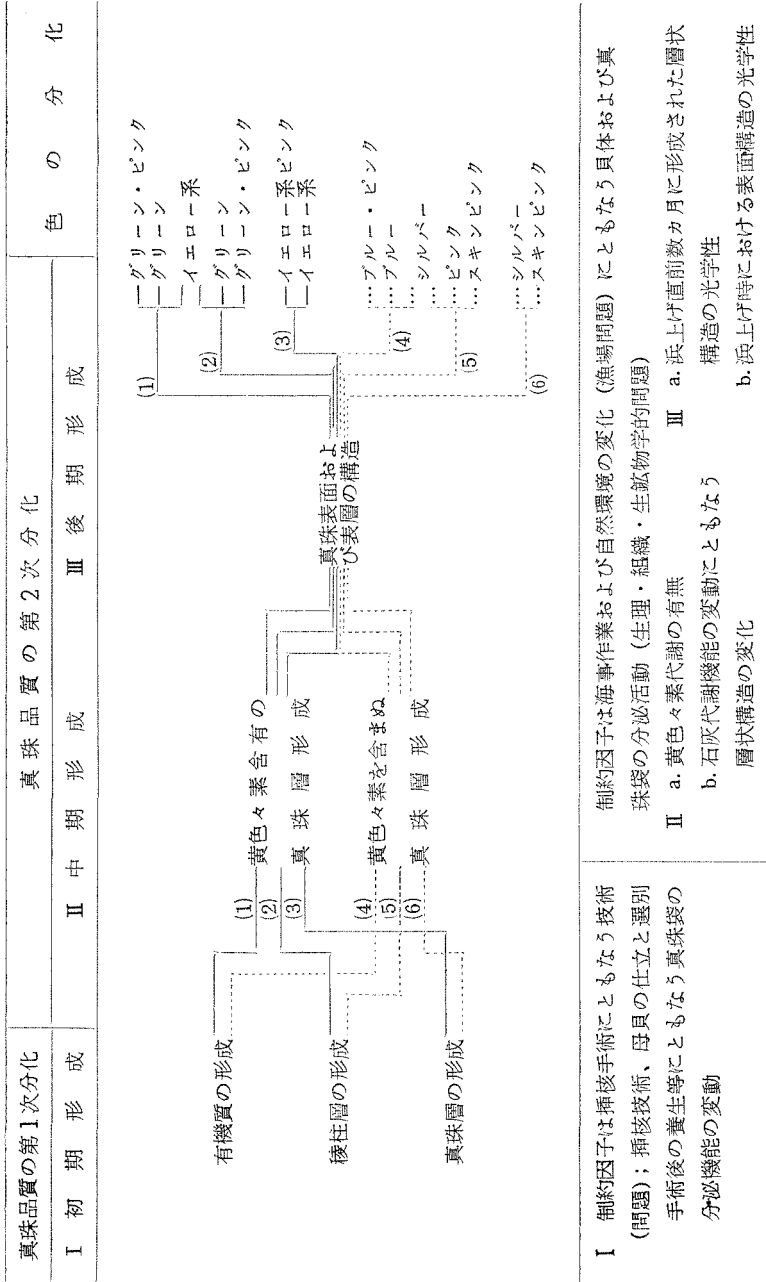 真珠品質の第1次分化
真珠品質の第2次分化
色の分化
I 初期形成
II 中期形成
III 後期形成
有機質の形成
稜柱層の形成
真珠層の形成
(1)
(2)
(3)
(4)
(5)
(6)
黄色々素含有の
真珠層形成
黄色々素を含まぬ
真珠層形成
真珠表面およ
び表層の構造
(1)
(2)
(3)
(4)
(5)
(6)
グリーン・ピンク
グリーン
イエロー系
グリーン
グリーン・ピンク
イエロー系ピンク
イエロー系
…ブルー・ピンク
…ブルー
…シルバー
…ピンク
…スキンピンク
…シルバー
…スキンピンク
I 制約因子は挿核手術にともなう技術
(問題)；挿核技術、母貝の仕立と選別
手術後の養生等にともなう真珠袋の
分泌機能の変動
制約因子は海事作業および自然環境の変化（漁場問題）にともなう貝体および真
珠袋の分泌活動（生理・組織・生鉱物学的問題）
II a. 黄色々素代謝の有無
b. 石灰代謝機能の変動にともなう
層状構造の変化
III a. 浜上げ直前数カ月に形成された層状
構造の光学性
b. 浜上げ時における表面構造の光学性